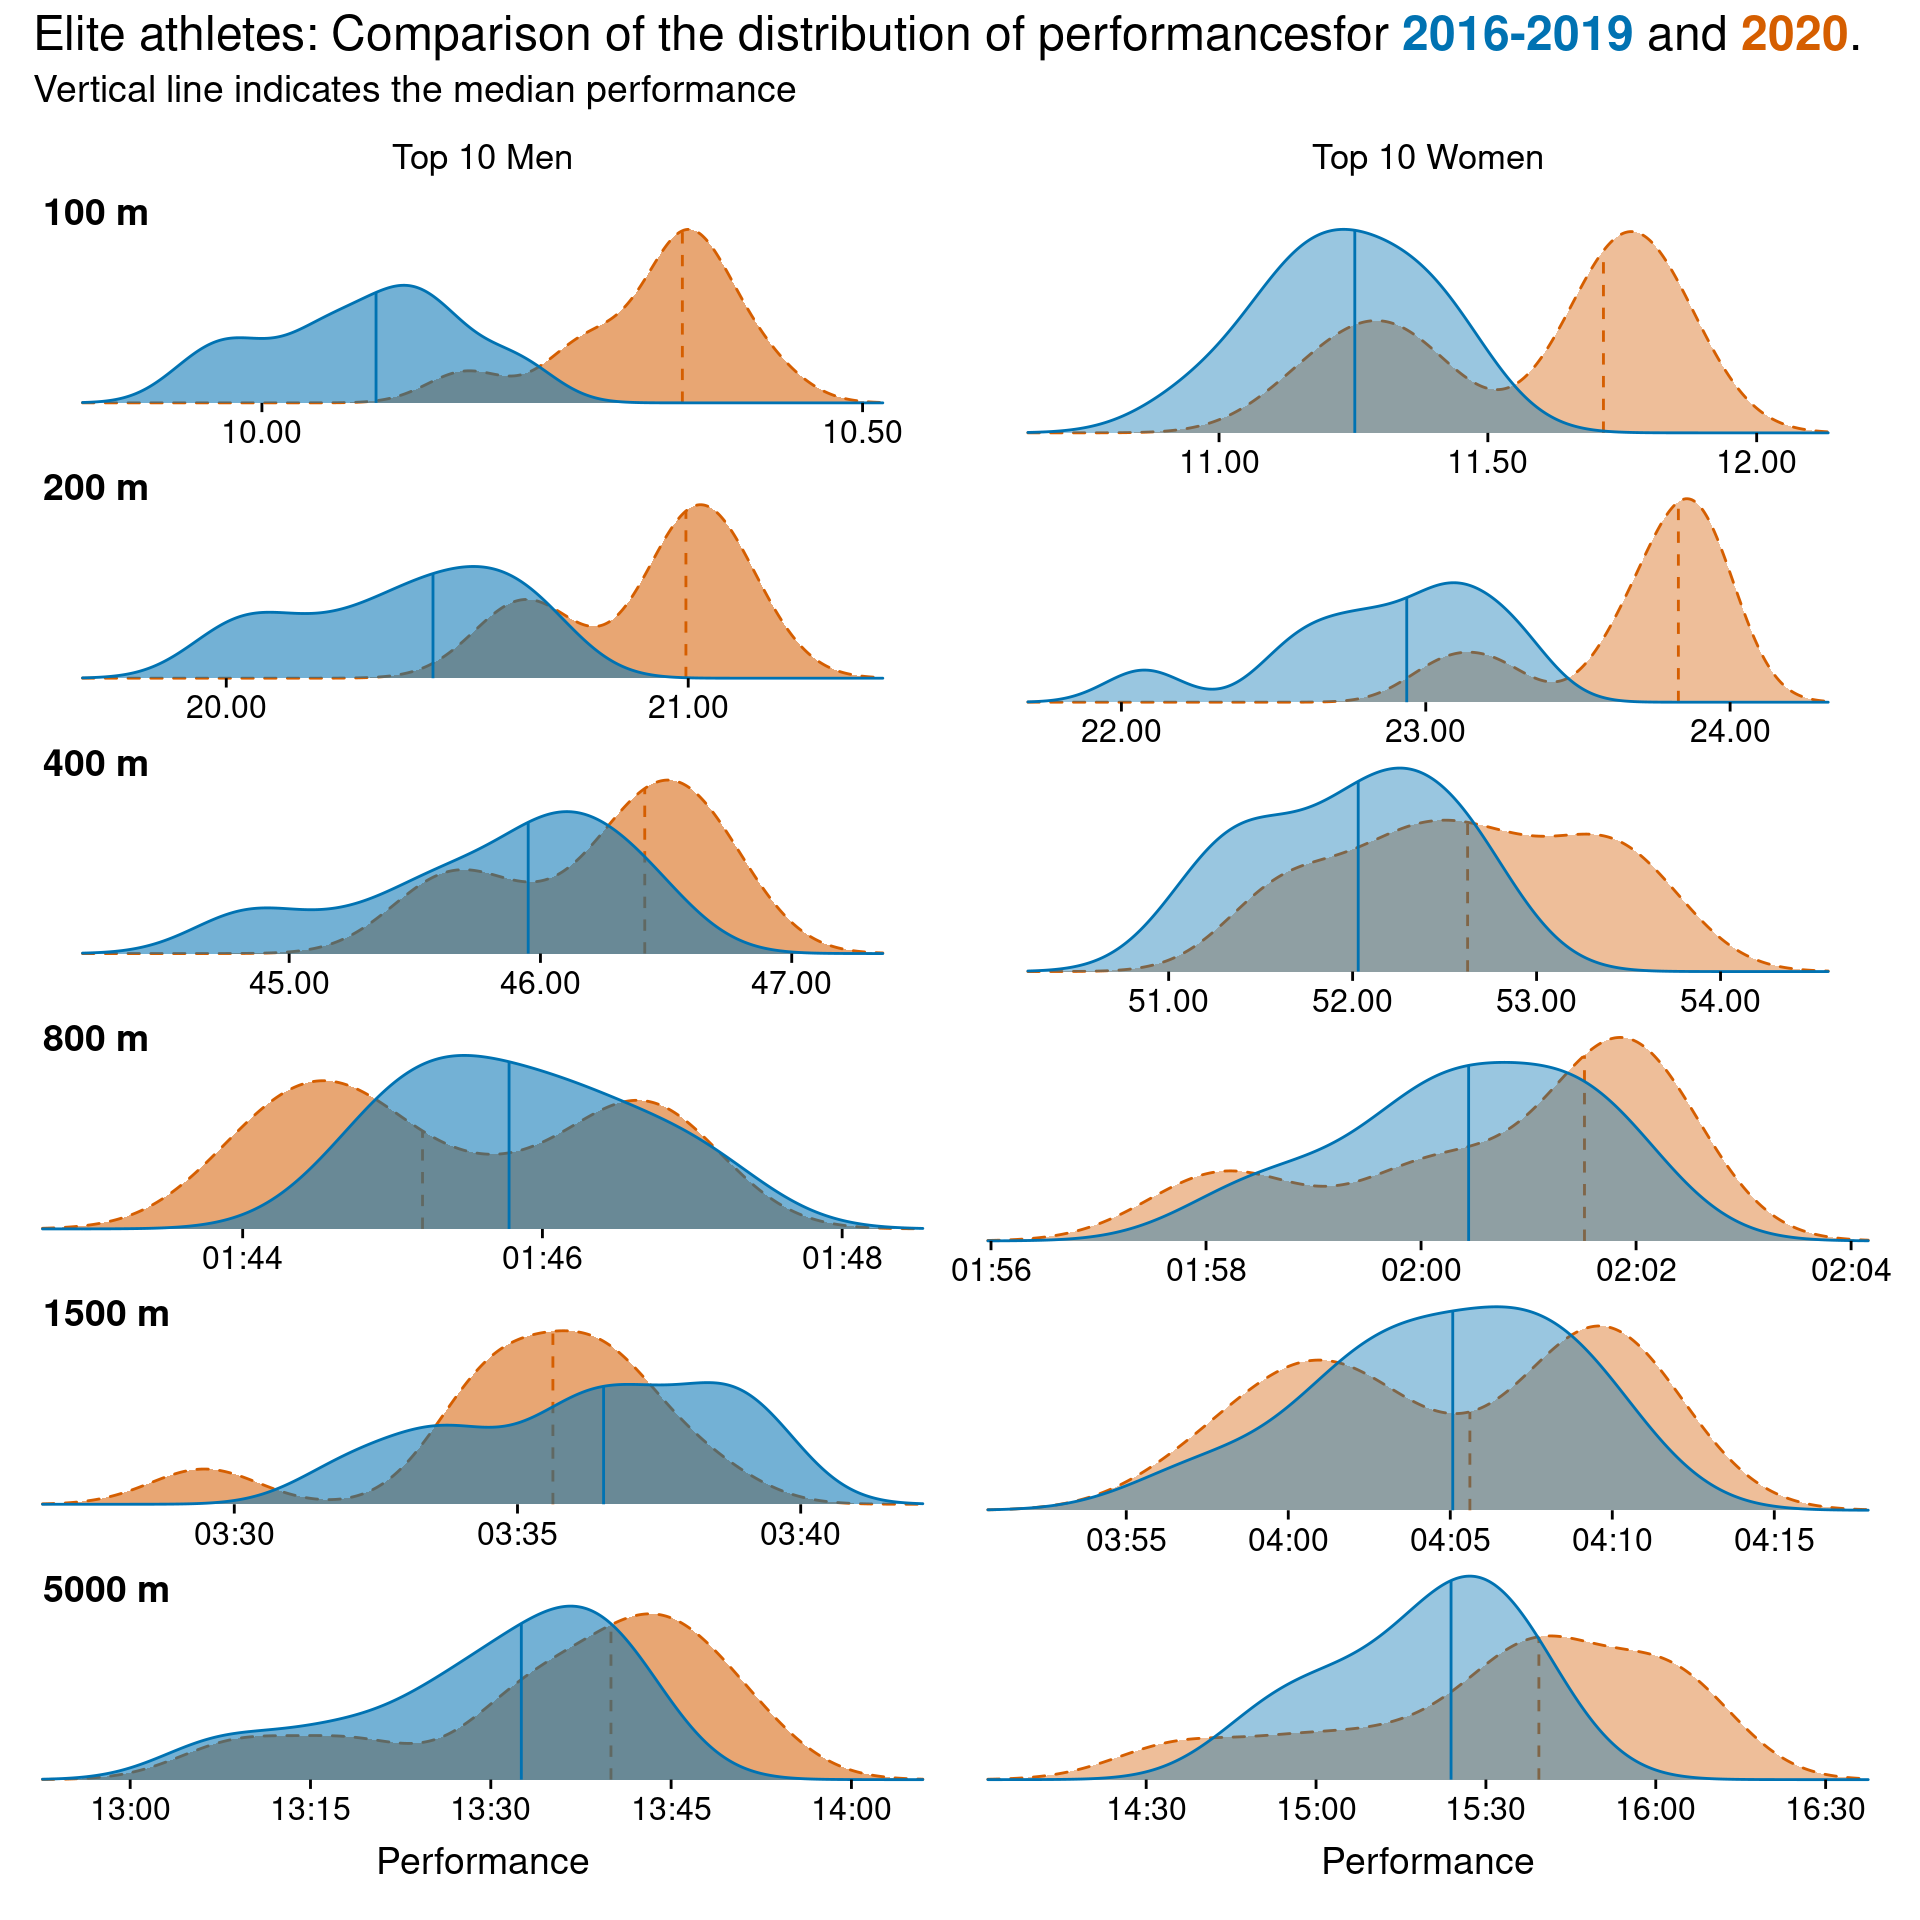 Elite athletes: Comparison of the distribution of performancesfor 2016-2019 and 2020.
Vertical line indicates the median performance
Top 10 Men
Top 10 Women
100 m
10.00 10.50
11.00 11.50 12.00
200 m
20.00 21.00
22.00 23.00 24.00
400 m
45.00 46.00 47.00
51.00 52.00 53.00 54.00
800 m
01:44 01:46 01:48
01:56 01:58 02:00 02:02 02:04
1500 m
03:30 03:35 03:40
03:55 04:00 04:05 04:10 04:15
5000 m
13:00 13:15 13:30 13:45 14:00
14:30 15:00 15:30 16:00 16:30
Performance
Performance